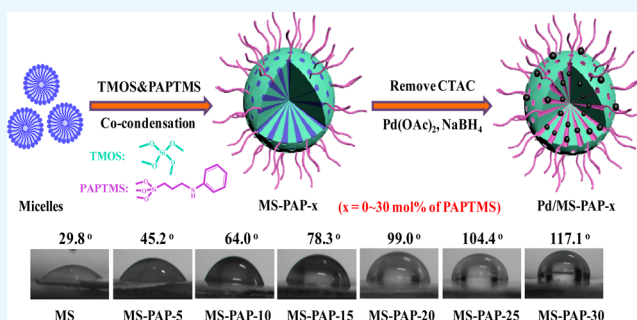 TMOS&PAPTMS
Co-condensation
Remove CTAC
Pd(OAc)2, NaBH4
TMOS:
PAPTMS:
Micelles
MS-PAP-x
(x = 0~30 mol% of PAPTMS)
Pd/MS-PAP-x
29.8 o 45.2 o 64.0 o 78.3 o 99.0 o 104.4 o 117.1 o
MS MS-PAP-5 MS-PAP-10 MS-PAP-15 MS-PAP-20 MS-PAP-25 MS-PAP-30